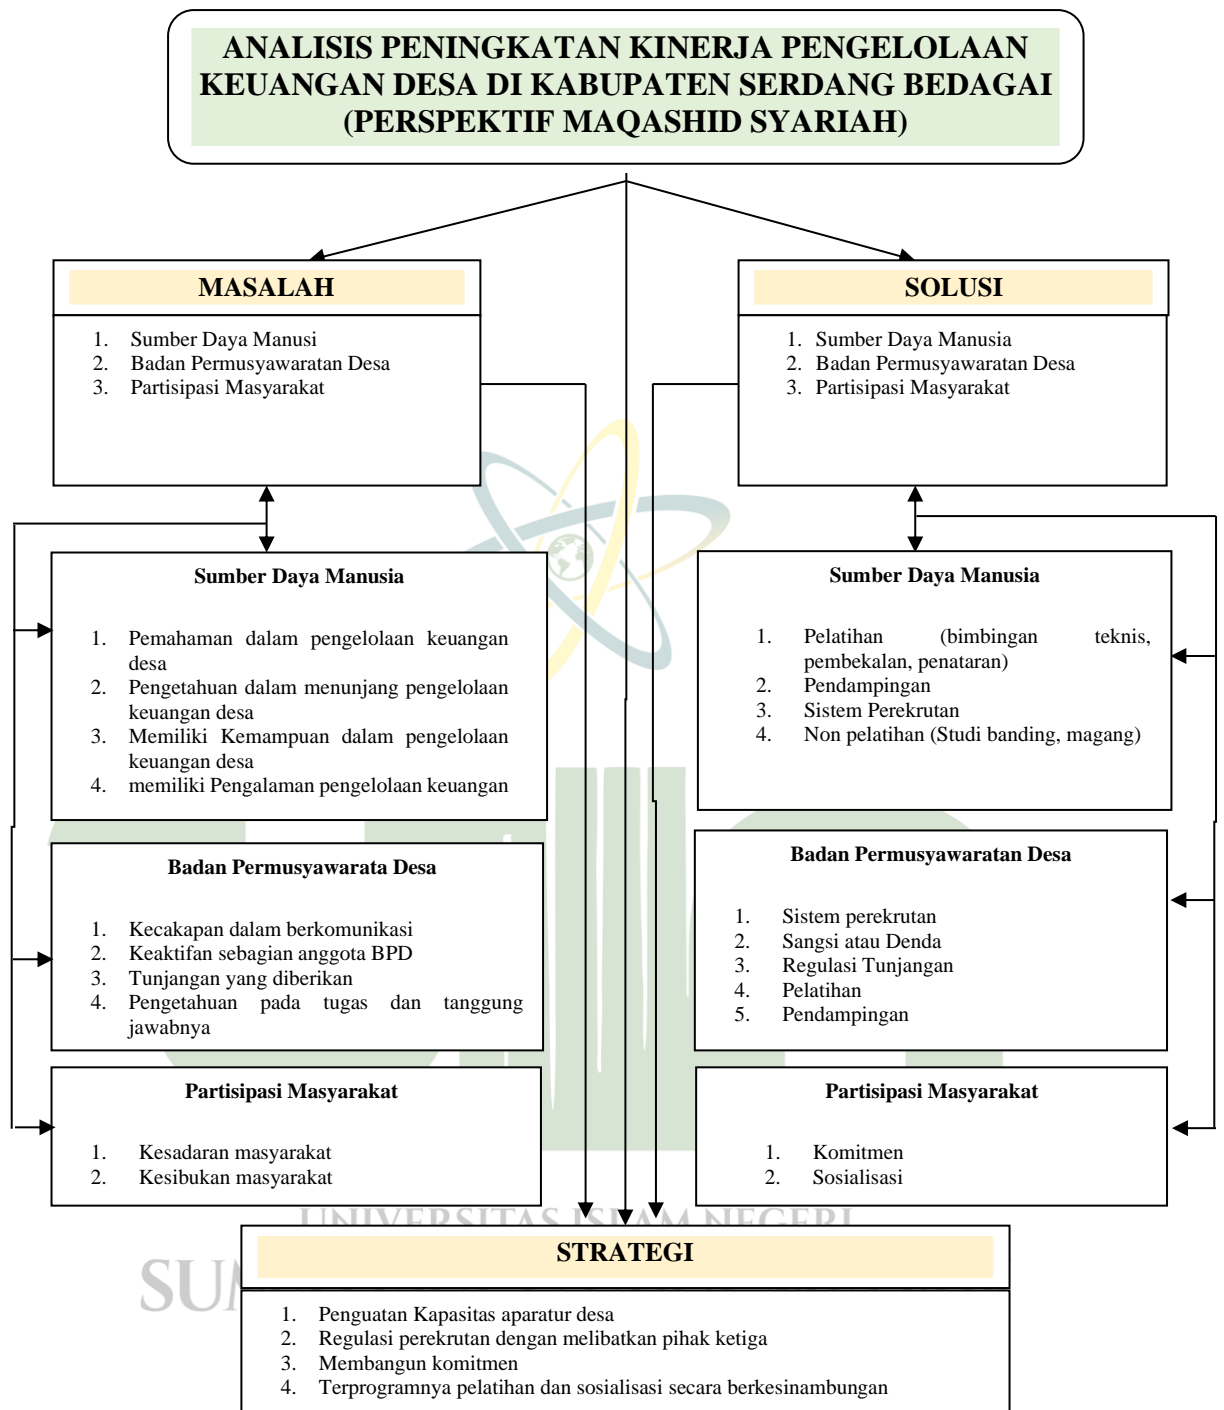 ANALISIS PENINGKATAN KINERJA PENGELOLAAN
KEUANGAN DESA DI KABUPATEN SERDANG BEDAGAI
(PERSPEKTIF MAQASHID SYARIAH)
MASALAH
1. Sumber Daya Manusi
2. Badan Permusyawaratan Desa
3. Partisipasi Masyarakat
SOLUSI
1. Sumber Daya Manusia
2. Badan Permusyawaratan Desa
3. Partisipasi Masyarakat
Sumber Daya Manusia
1. Pemahaman dalam pengelolaan keuangan
desa
2. Pengetahuan dalam menunjang pengelolaan
keuangan desa
3. Memiliki Kemampuan dalam pengelolaan
keuangan desa
4. memiliki Pengalaman pengelolaan keuangan
Sumber Daya Manusia
1. Pelatihan (bimbingan teknis,
pembekalan, penataran)
2. Pendampingan
3. Sistem Perekrutan
4. Non pelatihan (Studi banding, magang)
Badan Permusyawarata Desa
1. Kecakapan dalam berkomunikasi
2. Keaktifan sebagian anggota BPD
3. Tunjangan yang diberikan
4. Pengetahuan pada tugas dan tanggung
jawabnya
Badan Permusyawaratan Desa
1. Sistem perekrutan
2. Sangsi atau Denda
3. Regulasi Tunjangan
4. Pelatihan
5. Pendampingan
Partisipasi Masyarakat
1. Kesadaran masyarakat
2. Kesibukan masyarakat
Partisipasi Masyarakat
1. Komitmen
2. Sosialisasi
UNIVERSITAS ISLAM NEGERI
SU
STRATEGI
1. Penguatan Kapasitas aparatur desa
2. Regulasi perekrutan dengan melibatkan pihak ketiga
3. Membangun komitmen
4. Terprogramnya pelatihan dan sosialisasi secara berkesinambungan